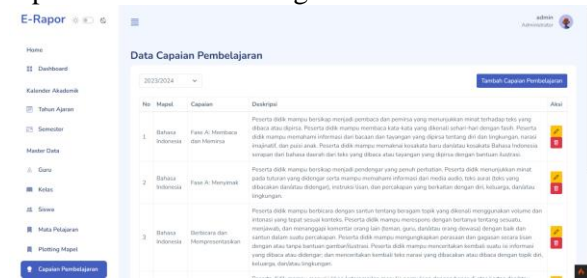 E-Rapor
admin
Administrator
Home
Dashboard
Kalender Akademik
Tahun Ajaran
Semester
Master Data
Guru
Kelas
Siswa
Mata Pelajaran
Plotting Mapel
Capaian Pembelajaran
Data Capaian Pembelajaran
2023/2024
Tambah Capaian Pembelajaran
No Mapel Capaian Deskripsi Aksi
1 Bahasa Indonesia Fase A: Membaca dan Memirsa
Peserta didik mampu bersikap menjadi pembaca dan pemirsa yang menunjukkan minat terhadap teks yang
dibaca atau dipirsa. Peserta didik mampu membaca kata-kata yang dikenali sehari-hari dengan fasih. Peserta
didik mampu memahami informasi dari bacaan dan tayangan yang dipirsa tentang diri dan lingkungan, narasi
imajinatif, dan puisi anak. Peserta didik mampu memaknai kosakata baru dari teks yang dibaca atau tayangan yang dipirsa dengan bantuan ilustrasi.
2 Bahasa Indonesia Fase A: Menyimak
Peserta didik mampu bersikap menjadi pendengar yang penuh perhatian. Peserta didik menunjukkan minat
pada tuturan yang didengar serta mampu memahami informasi dari media audio, teks aural (teks yang
dibacakan dan/atau didengar), instruksi lisan, dan percakapan yang berkaitan dengan
3 Bahasa Indonesia Berbicara dan Mempresentasikan
Peserta didik mampu berbicara dengan santun tentang beragam topik yang dikenali menggunakan volume dan
intonasi yang tepat sesuai konteks. Peserta didik mampu merespons dengan bertanya tentang sesuatu,
menjawab, dan menanggapi komentar orang lain (teman, guru, dan/atau orang dewasa) dengan baik dan
santun dalam suatu percakapan. Peserta didik mampu mengungkapkan perasaan dan gagasan secara lisan
dengan atau tanpa bantuan gambar/ilustrasi. Peserta didik mampu menceritakan kembali suatu isi informasi
yang dibaca atau didengar; dan menceritakan kembali teks narasi yang dibacakan atau dibaca dengan topik diri,
keluarga, dan/atau lingkungan.